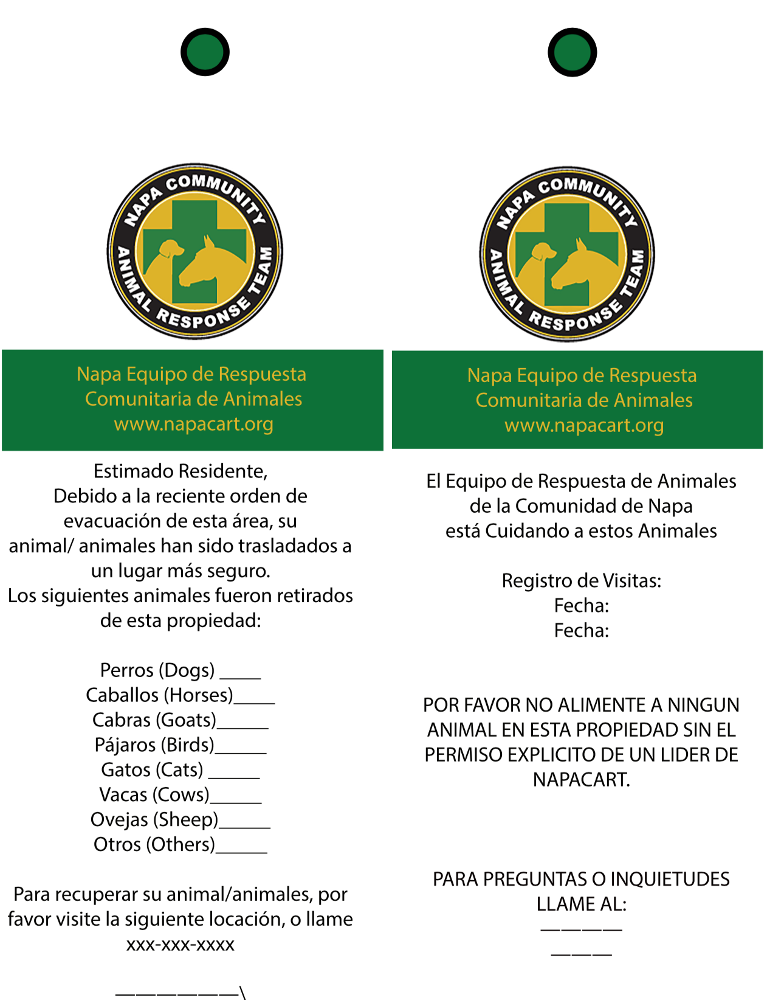 NAPA COMMUNITY
ANIMAL RESPONSE TEAM
Napa Equipo de Respuesta
Comunitaria de Animales
www.napacart.org
Estimado Residente,
Debido a la reciente orden de
evacuación de esta área, su
animal/ animales han sido trasladados a
un lugar más seguro.
Los siguientes animales fueron retirados
de esta propiedad:
Perros (Dogs) ____
Caballos (Horses)____
Cabras (Goats)_____
Pájaros (Birds)_____
Gatos (Cats) _____
Vacas (Cows)_____
Ovejas (Sheep)_____
Otros (Others)_____
Para recuperar su animal/animales, por
favor visite la siguiente locación, o llame
xxx-xxx-xxxx
——————\
NAPA COMMUNITY
ANIMAL RESPONSE TEAM
Napa Equipo de Respuesta
Comunitaria de Animales
www.napacart.org
El Equipo de Respuesta de Animales
de la Comunidad de Napa
está Cuidando a estos Animales
Registro de Visitas:
Fecha:
Fecha:
POR FAVOR NO ALIMENTE A NINGUN
ANIMAL EN ESTA PROPIEDAD SIN EL
PERMISO EXPLICITO DE UN LIDER DE
NAPACART.
PARA PREGUNTAS O INQUIETUDES
LLAME AL:
————
———